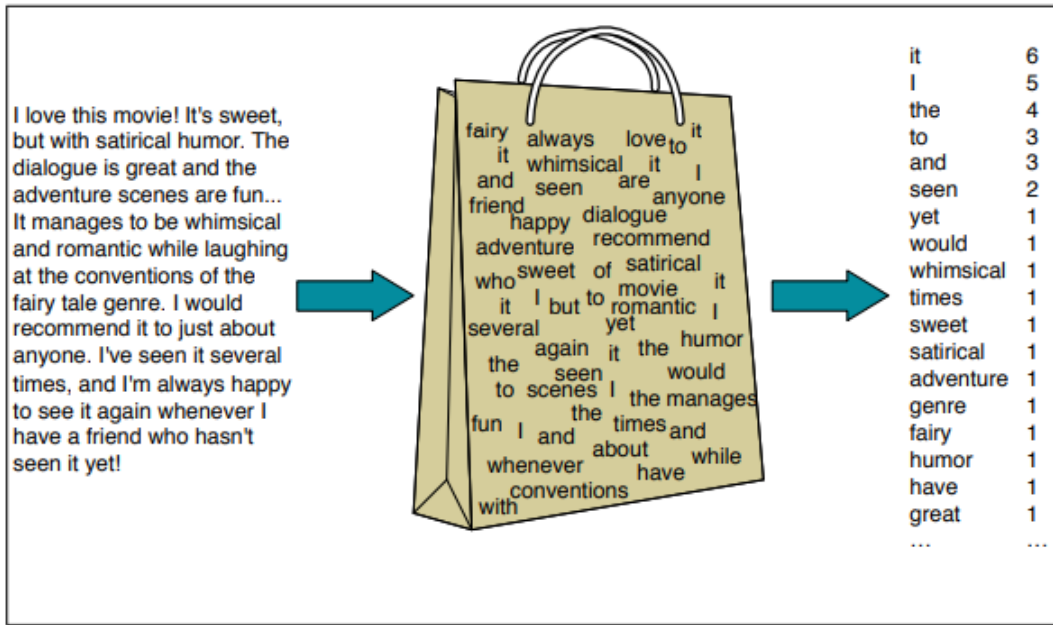 I love this movie! It's sweet,
but with satirical humor. The
dialogue is great and the
adventure scenes are fun...
It manages to be whimsical
and romantic while laughing
at the conventions of the
fairy tale genre. I would
recommend it to just about
anyone. I've seen it several
times, and I'm always happy
to see it again whenever I
have a friend who hasn't
seen it yet!
fairy always love to it
it whimsical it I
and seen are anyone
friend happy dialogue
adventure recommend
who sweet of satirical
it I but to movie it
romantic I
several yet
again it the humor
the seen would
to scenes I the manages
fun the times and
I and about
whenever have while
conventions
with
it 6
I 5
the 4
to 3
and 3
seen 2
yet 1
would 1
whimsical 1
times 1
sweet 1
satirical 1
adventure 1
genre 1
fairy 1
humor 1
have 1
great 1
... ...